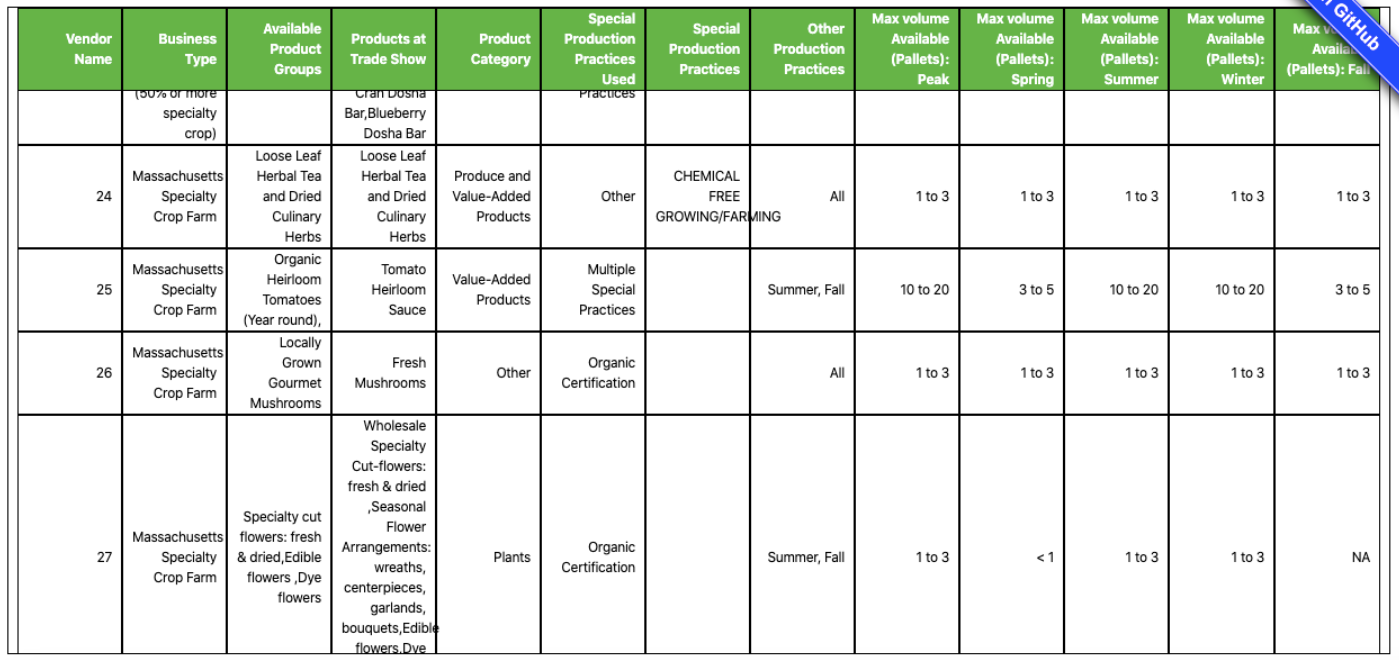 Vendor Name
Business Type
Available Product Groups
Products at Trade Show
Product Category
Special Production Practices Used
Special Production Practices
Other Production Practices
Max volume Available (Pallets): Peak
Max volume Available (Pallets): Spring
Max volume Available (Pallets): Summer
Max volume Available (Pallets): Winter
Max Availa (Pallets): Fall
GitHub
(50% or more specialty crop)
Cran Dosha Bar,Blueberry Dosha Bar
Practices
24
Massachusetts Specialty Crop Farm
Loose Leaf Herbal Tea and Dried Culinary Herbs
Loose Leaf Herbal Tea and Dried Culinary Herbs
Produce and Value-Added Products
Other
CHEMICAL FREE GROWING/FARMING
All
1 to 3
1 to 3
1 to 3
1 to 3
1 to 3
25
Massachusetts Specialty Crop Farm
Organic Heirloom Tomatoes (Year round),
Tomato Heirloom Sauce
Value-Added Products
Multiple Special Practices
Summer, Fall
10 to 20
3 to 5
10 to 20
10 to 20
3 to 5
26
Massachusetts Specialty Crop Farm
Locally Grown Gourmet Mushrooms
Fresh Mushrooms
Other
Organic Certification
All
1 to 3
1 to 3
1 to 3
1 to 3
1 to 3
27
Massachusetts Specialty Crop Farm
Specialty cut flowers: fresh & dried,Edible flowers ,Dye flowers
Wholesale Specialty Cut-flowers: fresh & dried ,Seasonal Flower Arrangements: wreaths, centerpieces, garlands, bouquets,Edible flowers,Dye
Plants
Organic Certification
Summer, Fall
1 to 3
< 1
1 to 3
1 to 3
NA